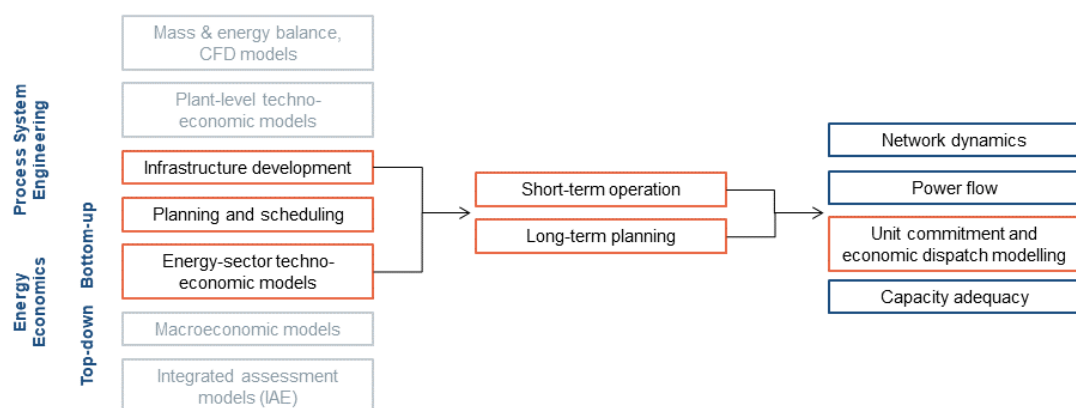 Process System
Engineering
Energy
Economics
Bottom-up
Top-down
Mass & energy balance,
CFD models
Plant-level techno-
economic models
Infrastructure development
Planning and scheduling
Energy-sector techno-
economic models
Macroeconomic models
Integrated assessment
models (IAE)
Short-term operation
Long-term planning
Network dynamics
Power flow
Unit commitment and
economic dispatch modelling
Capacity adequacy